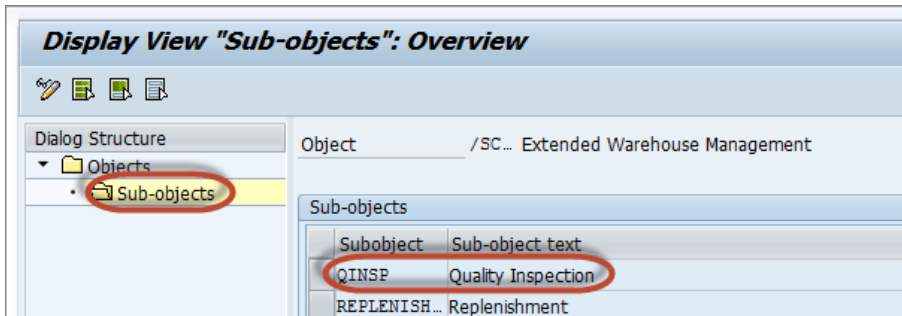 Display View "Sub-objects": Overview
Dialog Structure
Objects
Sub-objects
Object /SC… Extended Warehouse Management
Sub-objects
Subobject Sub-object text
QINSP Quality Inspection
REPLENISH… Replenishment